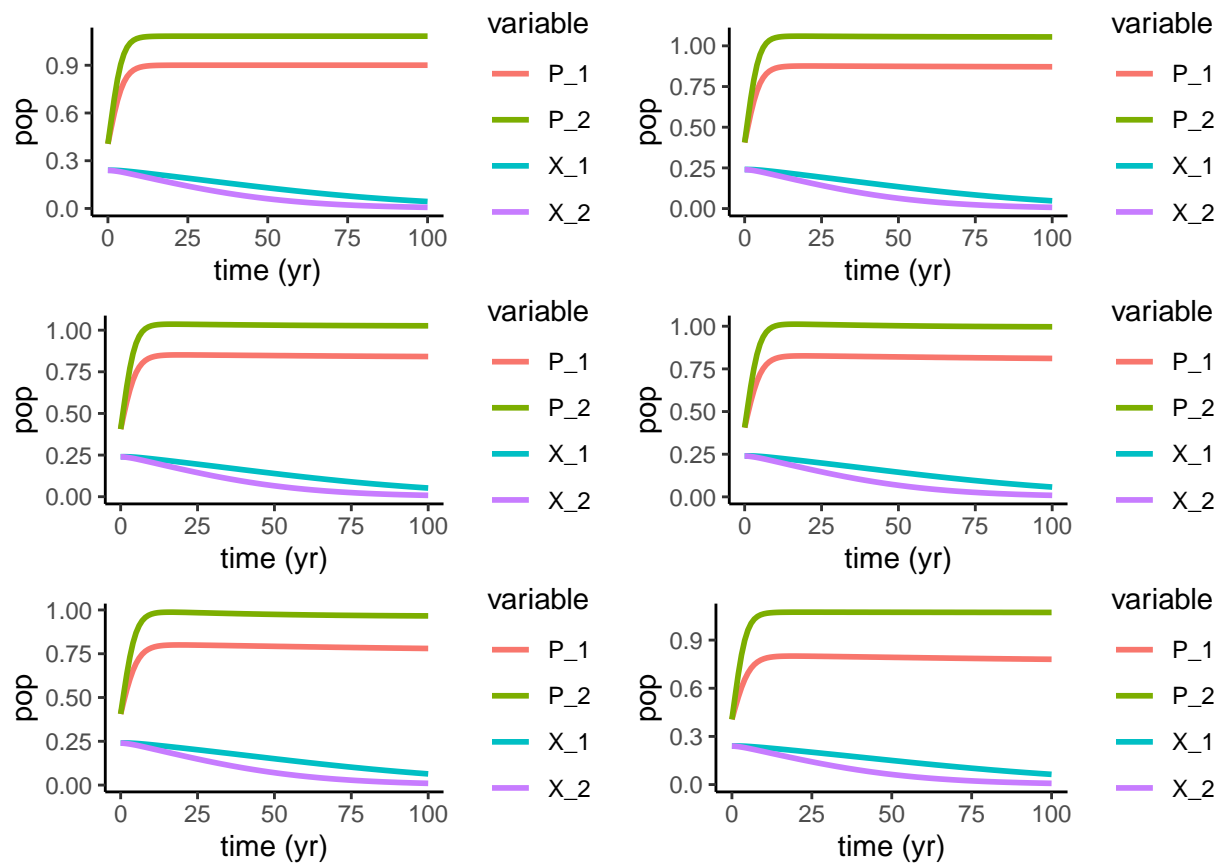 variable
P_1
P_2
X_1
X_2
pop
0.9
0.6
0.3
0.0
0 25 50 75 100
time (yr)
variable
P_1
P_2
X_1
X_2
pop
1.00
0.75
0.50
0.25
0.00
0 25 50 75 100
time (yr)
variable
P_1
P_2
X_1
X_2
pop
1.00
0.75
0.50
0.25
0.00
0 25 50 75 100
time (yr)
variable
P_1
P_2
X_1
X_2
pop
1.00
0.75
0.50
0.25
0.00
0 25 50 75 100
time (yr)
variable
P_1
P_2
X_1
X_2
pop
1.00
0.75
0.50
0.25
0.00
0 25 50 75 100
time (yr)
variable
P_1
P_2
X_1
X_2
pop
0.9
0.6
0.3
0.0
0 25 50 75 100
time (yr)